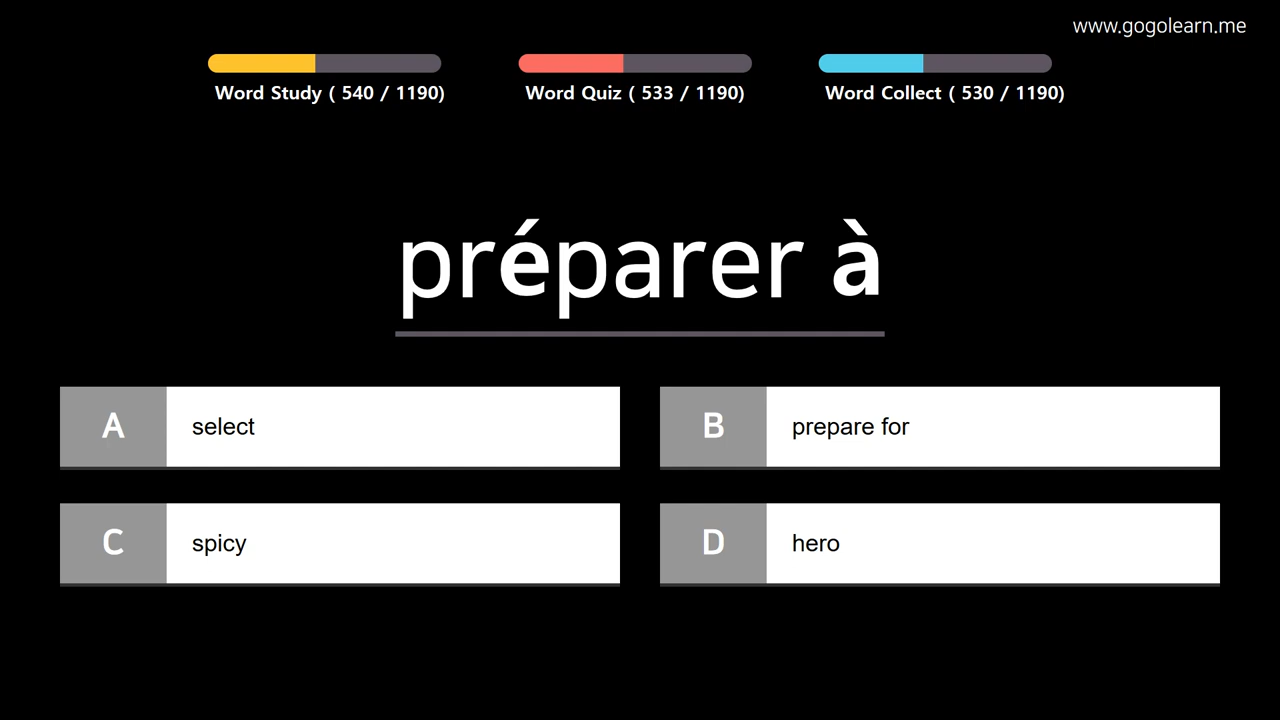 www.gogolearn.me
Word Study ( 540 / 1190)
Word Quiz ( 533 / 1190)
Word Collect ( 530 / 1190)
préparer à
A select
B prepare for
C spicy
D hero